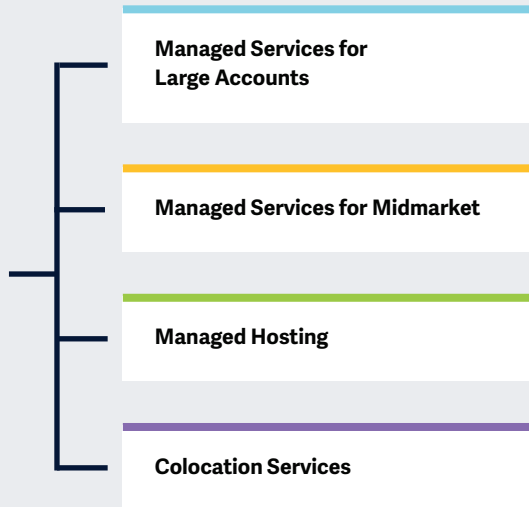 Managed Services for
Large Accounts
Managed Services for Midmarket
Managed Hosting
Colocation Services